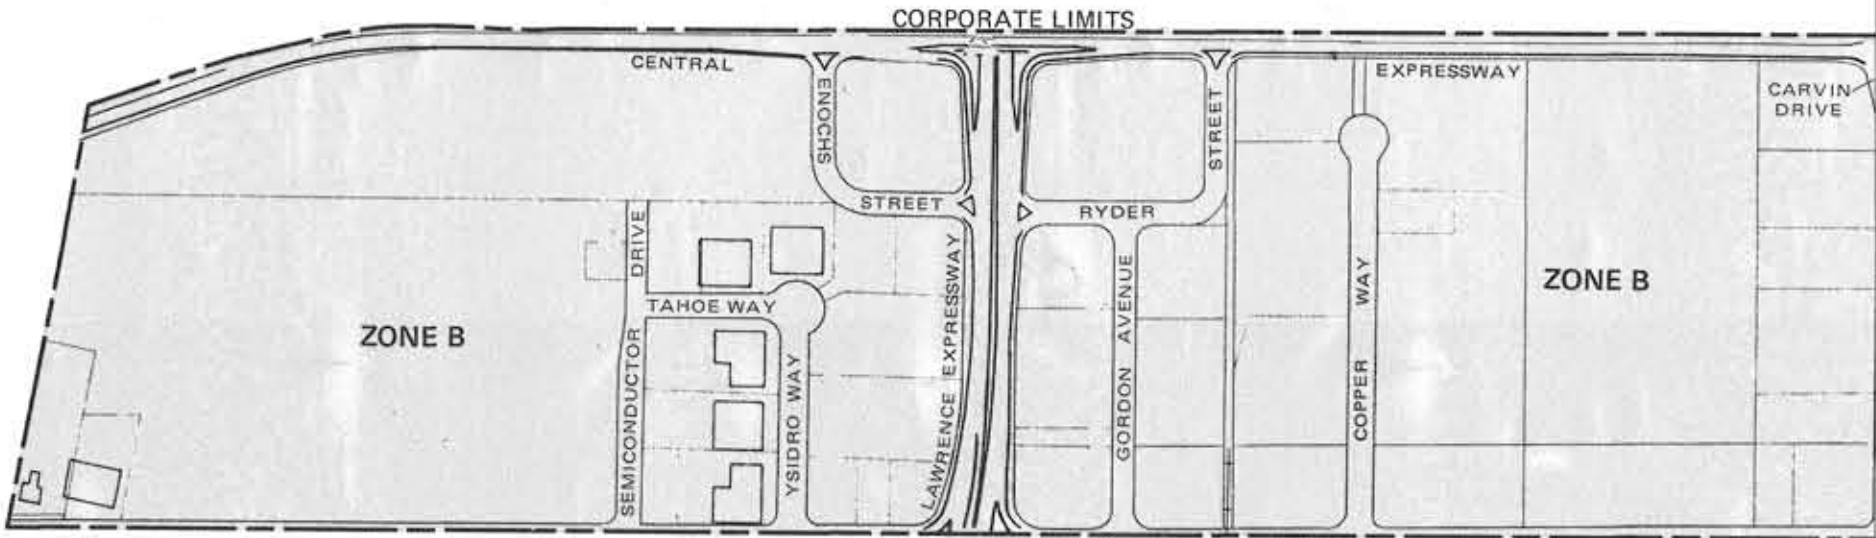 CORPORATE LIMITS
CENTRAL
EXPRESSWAY
CARVIN
DRIVE
ENOCHS
STREET
STREET
RYDER
DRIVE
TAHOE WAY
SEMICONDUCTOR
YSIDRO WAY
LAWRENCE EXPRESSWAY
GORDON AVENUE
COPPER WAY
ZONE B
ZONE B